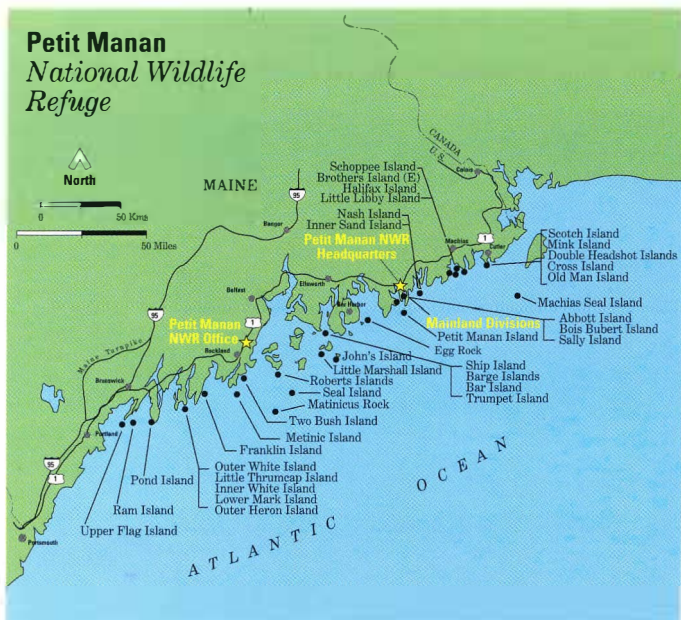 Petit Manan
National Wildlife
Refuge
North
0 50 Kms
0 50 Miles
MAINE
CANADA
U.S.
Calais
95
Bangor
Schoppee Island
Brothers Island (E)
Halifax Island
Little Libby Island
Nash Island
Inner Sand Island
Petit Manan NWR
Headquarters
Machias
1
Cutler
Scotch Island
Mink Island
Double Headshot Islands
Cross Island
Old Man Island
Machias Seal Island
Abbott Island
Bois Bubert Island
Sally Island
Mainland Divisions
Petit Manan Island
Egg Rock
Ellsworth
Bar Harbor
Belfast
1
Petit Manan
NWR Office
Rockland
95
Maine Turnpike
Brunswick
John's Island
Little Marshall Island
Ship Island
Barge Islands
Bar Island
Trumpet Island
Roberts Islands
Seal Island
Matinicus Rock
Two Bush Island
Metinic Island
Franklin Island
Outer White Island
Little Thrumcap Island
Inner White Island
Lower Mark Island
Outer Heron Island
Pond Island
Ram Island
Upper Flag Island
Portland
95
1
Portsmouth
ATLANTIC OCEAN